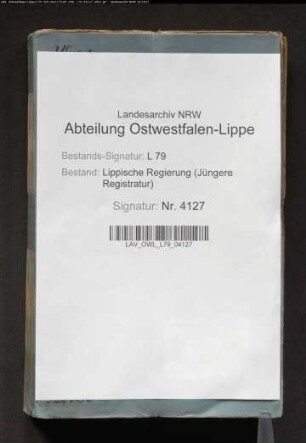 Landesarchiv NRW
Abteilung Ostwestfalen-Lippe
Bestands-Signatur: L 79
Bestand: Lippische Regierung (Jüngere
Registratur)
Signatur: Nr. 4127
LAV_OWL_L79_04127